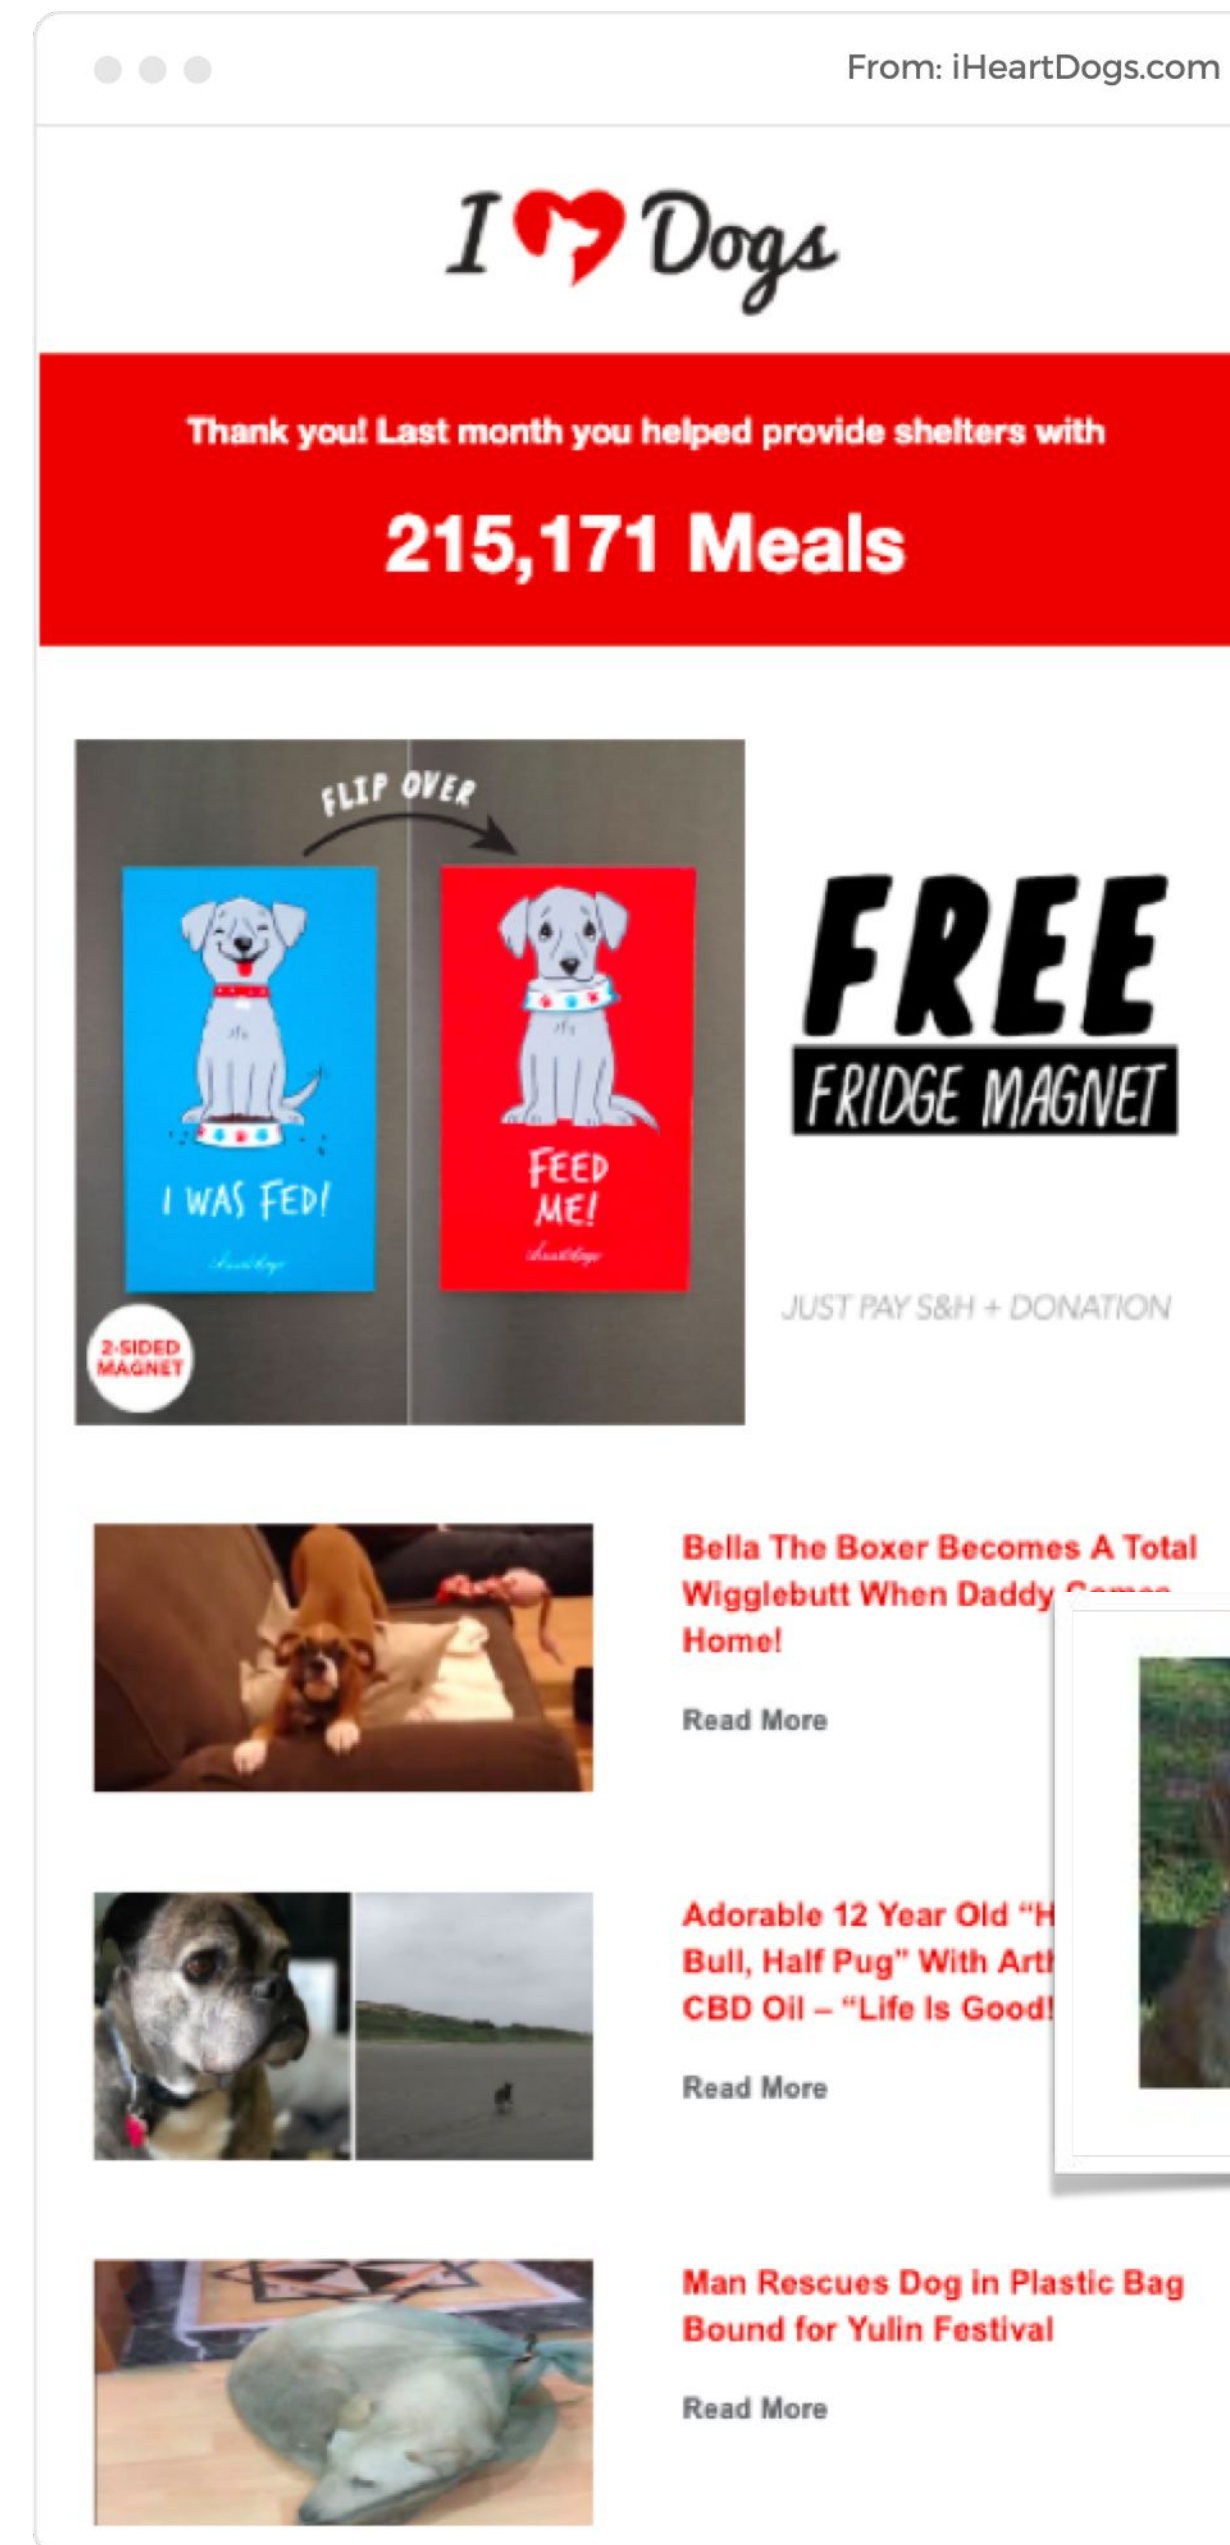 From: iHeartDogs.com
I Dogs
Thank you! Last month you helped provide shelters with
215,171 Meals
FLIP OVER
I WAS FED!
FEED
ME!
2-SIDED
MAGNET
FREE
FRIDGE MAGNET
JUST PAY S&H + DONATION
Bella The Boxer Becomes A Total
Wigglebutt When Daddy Comes
Home!
Read More
Adorable 12 Year Old “H
Bull, Half Pug” With Art
CBD Oil – “Life Is Good!
Read More
Man Rescues Dog in Plastic Bag
Bound for Yulin Festival
Read More